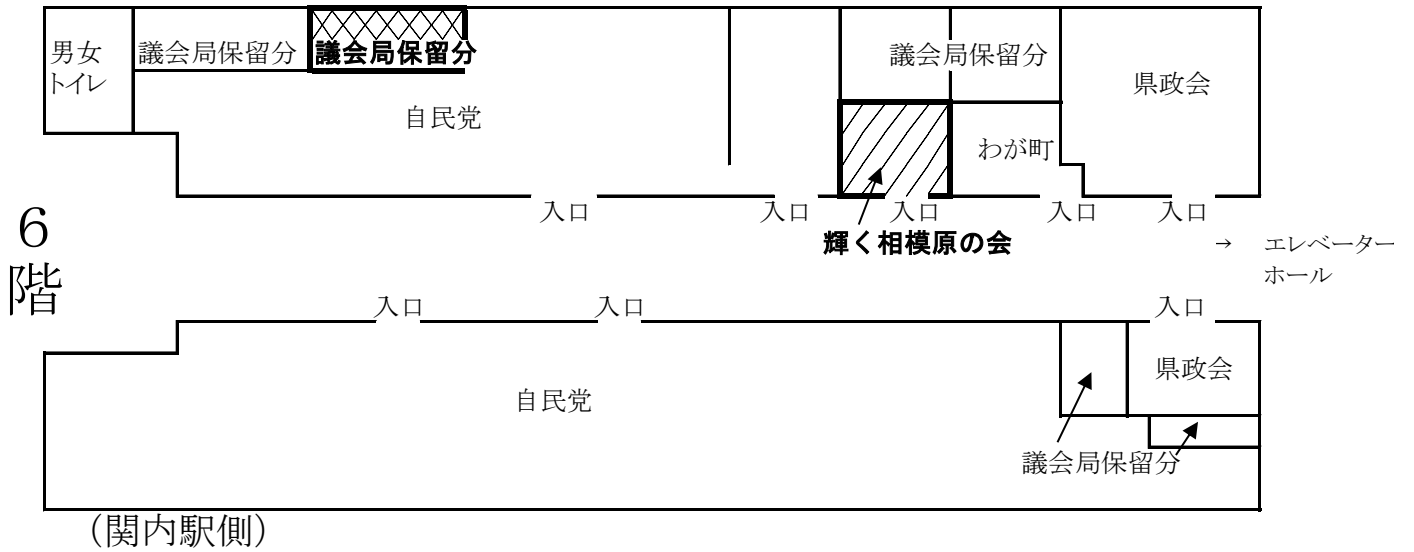 男女
トイレ
議会局保留分
議会局保留分
議会局保留分
県政会
自民党
わが町
入口
入口
入口
入口
入口
6
階
輝く相模原の会
→ エレベーター
ホール
入口
入口
入口
県政会
自民党
議会局保留分
(関内駅側)